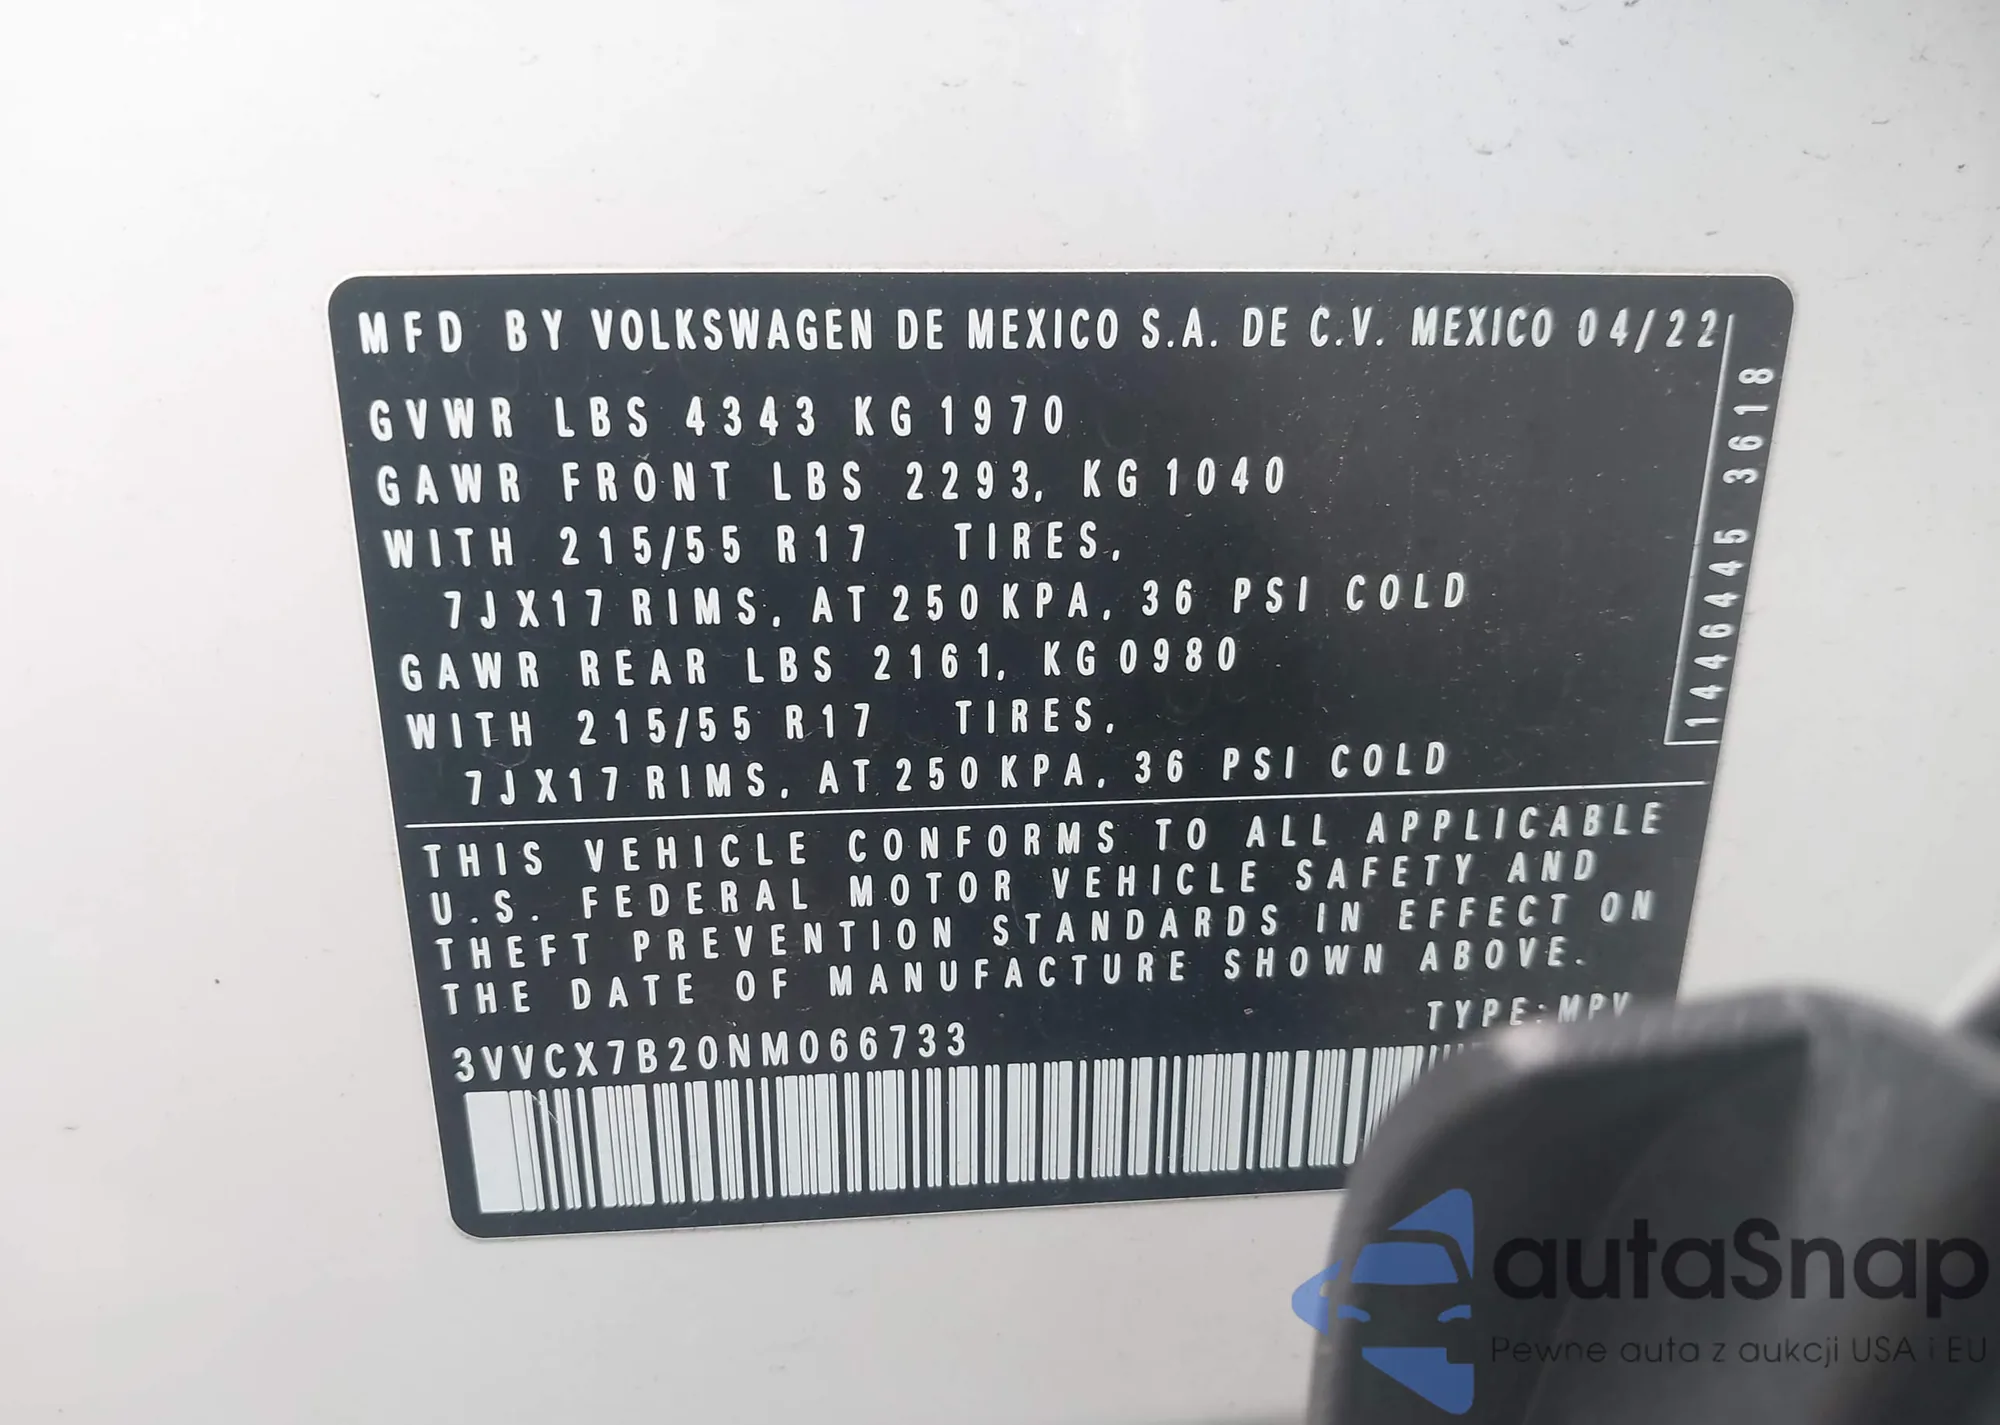 MFD BY VOLKSWAGEN DE MEXICO S.A. DE C.V. MEXICO 04/22
GVWR LBS 4343 KG 1970
GAWR FRONT LBS 2293, KG 1040
WITH 215/55 R17 TIRES,
7JX17 RIMS, AT 250 KPA, 36 PSI COLD
GAWR REAR LBS 2161, KG 0980
WITH 215/55 R17 TIRES,
7JX17 RIMS, AT 250 KPA, 36 PSI COLD
1446445 3618
THIS VEHICLE CONFORMS TO ALL APPLICABLE
U.S. FEDERAL MOTOR VEHICLE SAFETY AND
THEFT PREVENTION STANDARDS IN EFFECT ON
THE DATE OF MANUFACTURE SHOWN ABOVE.
3VVCX7B20NM066733
TYPE:MPV
autaSnap
Pewne auta z aukcji USA i EU